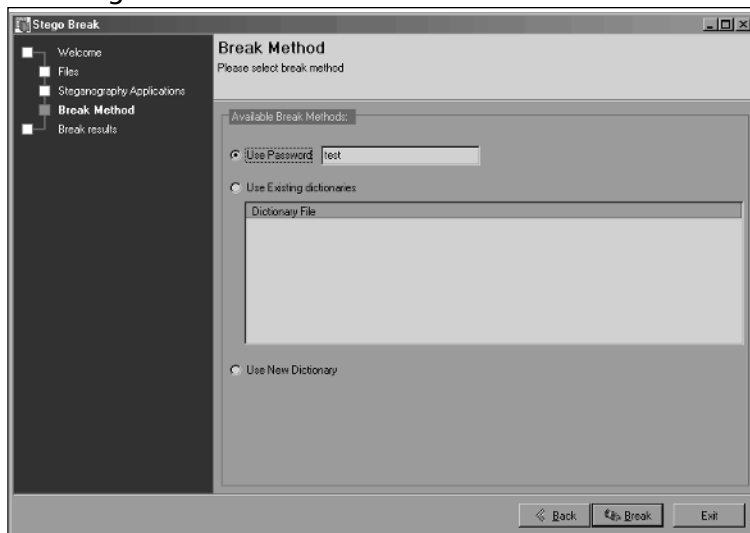 Stego Break
Welcome
Files
Steganography Applications
Break Method
Break results
Break Method
Please select break method
Available Break Methods:
Use Password test
Use Existing dictionaries
Dictionary File
Use New Dictionary
Back Break Exit